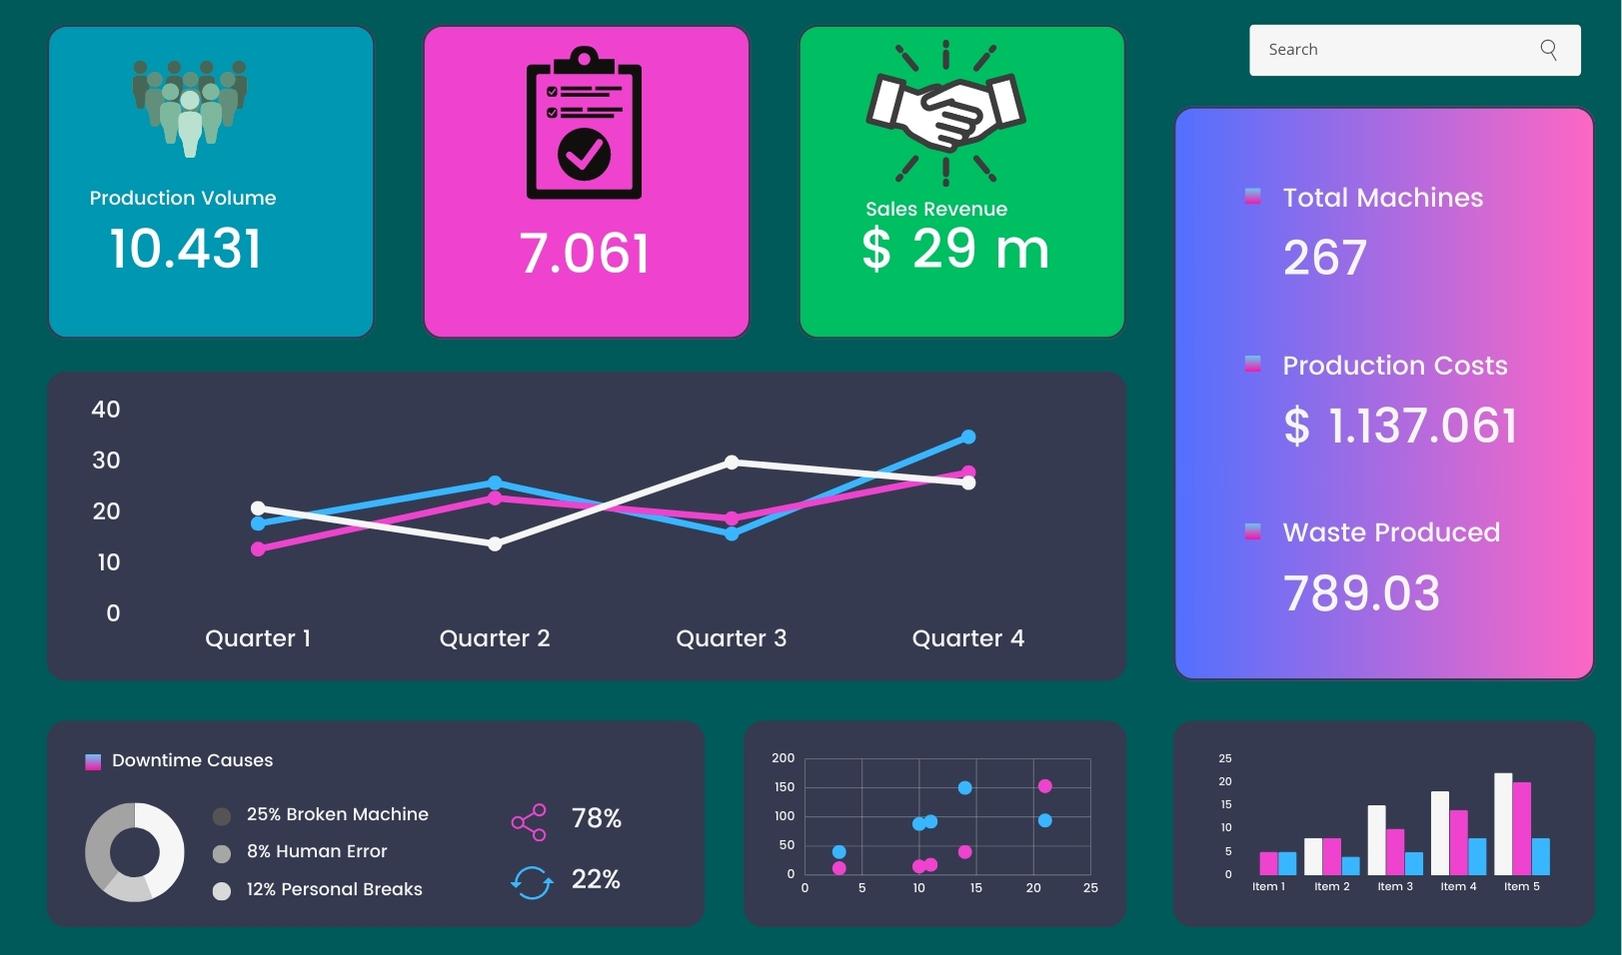 Search
Production Volume
10.431
7.061
Sales Revenue
$ 29 m
Total Machines
267
Production Costs
$ 1.137.061
Waste Produced
789.03
40
30
20
10
0
Quarter 1 Quarter 2 Quarter 3 Quarter 4
Downtime Causes
25% Broken Machine
8% Human Error
12% Personal Breaks
78%
22%
200
150
100
50
0
0 5 10 15 20 25
25
20
15
10
5
0
Item 1 Item 2 Item 3 Item 4 Item 5